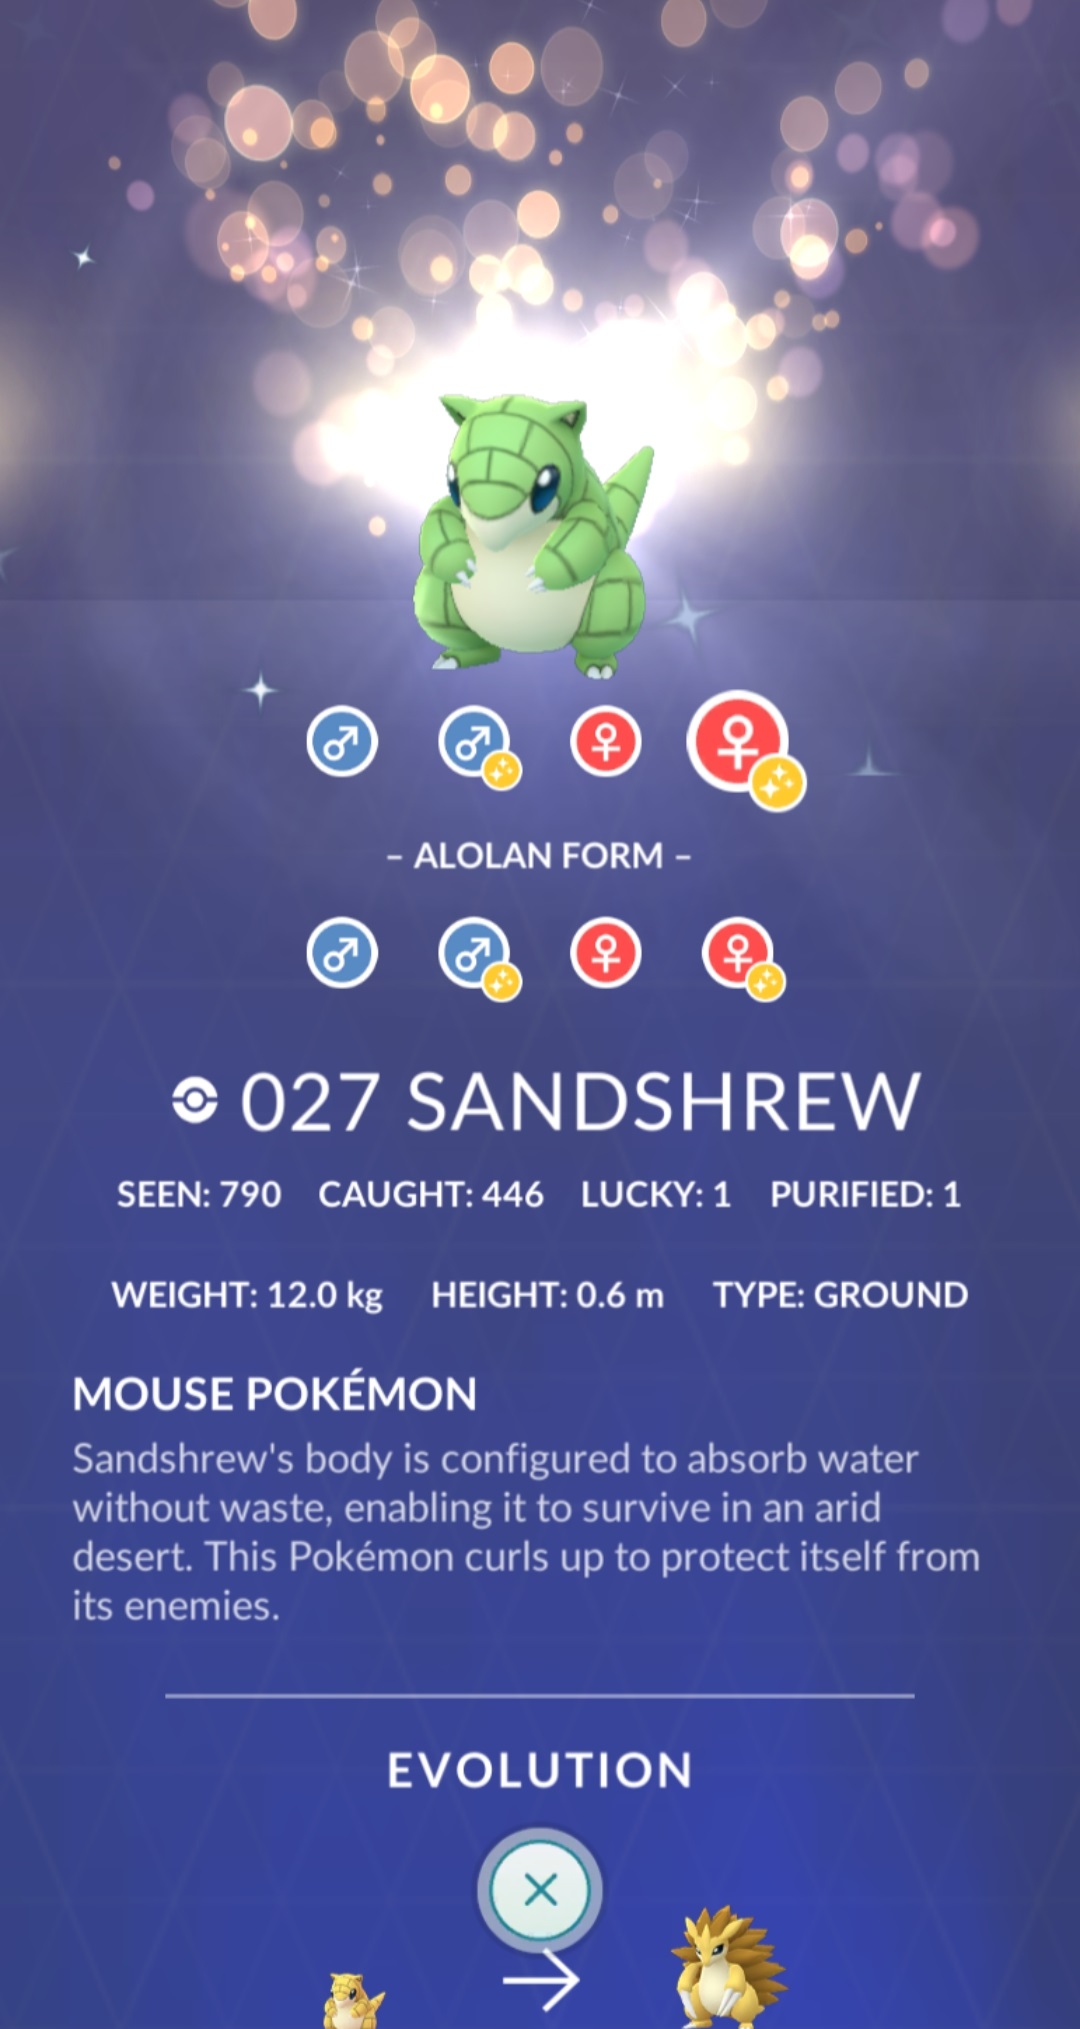 – ALOLAN FORM –
027 SANDSHREW
SEEN: 790 CAUGHT: 446 LUCKY: 1 PURIFIED: 1
WEIGHT: 12.0 kg HEIGHT: 0.6 m TYPE: GROUND
MOUSE POKÉMON
Sandshrew's body is configured to absorb water
without waste, enabling it to survive in an arid
desert. This Pokémon curls up to protect itself from
its enemies.
EVOLUTION